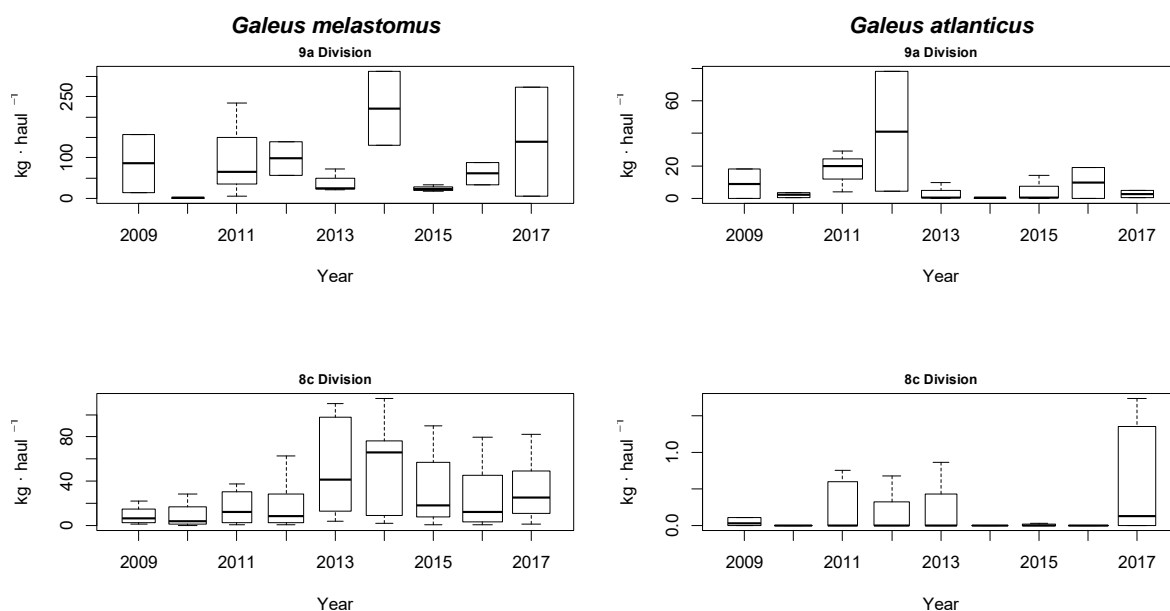 Galeus melastomus
9a Division
kg · haul ⁻¹
250
100
0
2009 2011 2013 2015 2017
Year
Galeus atlanticus
9a Division
kg · haul ⁻¹
60
20
0
2009 2011 2013 2015 2017
Year
8c Division
kg · haul ⁻¹
80
40
0
2009 2011 2013 2015 2017
Year
8c Division
kg · haul ⁻¹
1.0
0.0
2009 2011 2013 2015 2017
Year